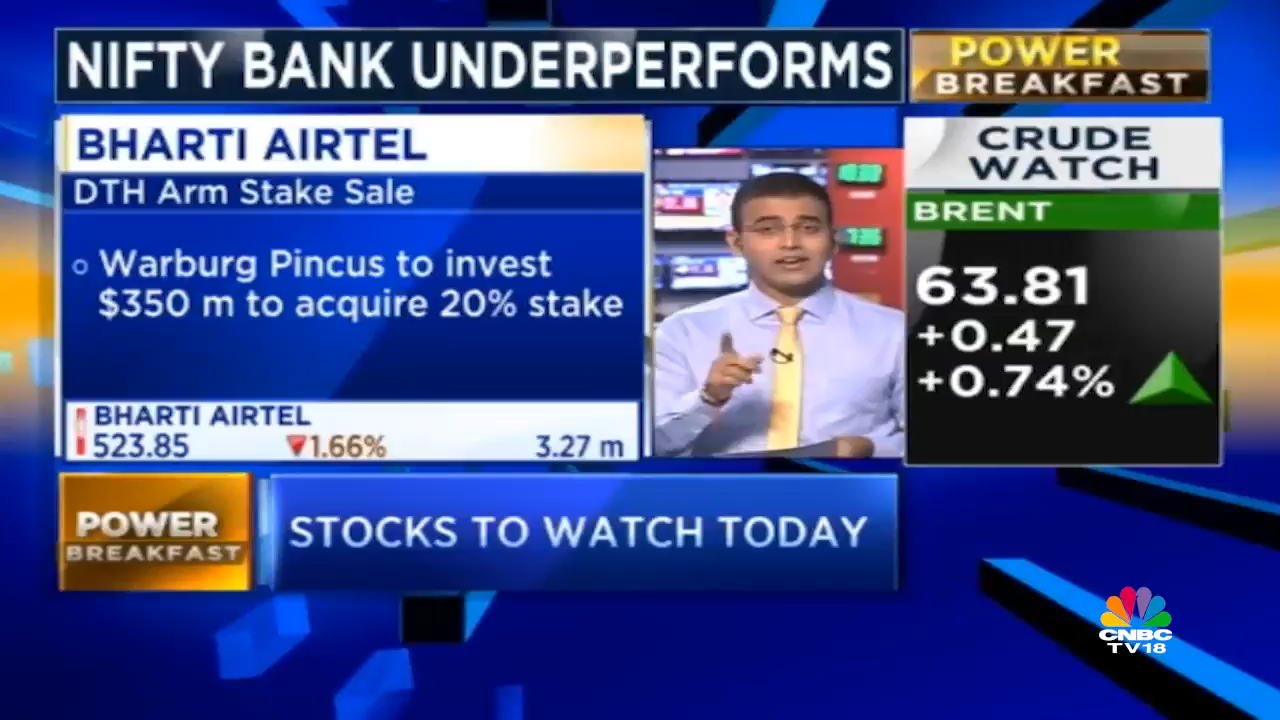 NIFTY BANK UNDERPERFORMS
POWER
BREAKFAST
BHARTI AIRTEL
DTH Arm Stake Sale
Warburg Pincus to invest
$350 m to acquire 20% stake
BHARTI AIRTEL
523.85 ▼1.66% 3.27 m
CRUDE
WATCH
BRENT
63.81
+0.47
+0.74%
POWER
BREAKFAST
STOCKS TO WATCH TODAY
CNBC
TV18